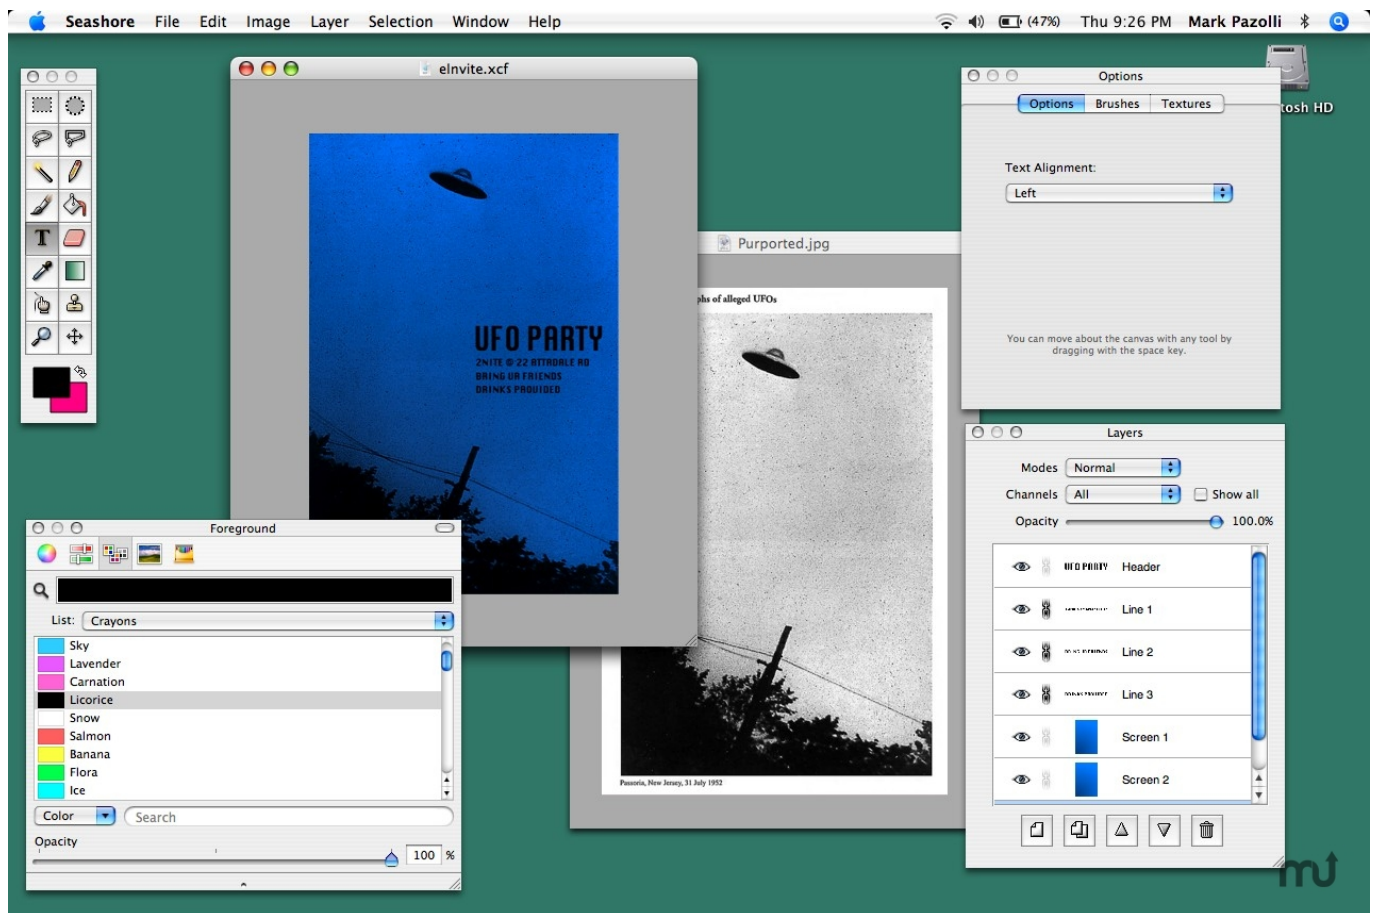 Seashore File Edit Image Layer Selection Window Help
(47%) Thu 9:26 PM Mark Pazolli
tosh HD
eInvite.xcf
UFO PARTY
2NITE @ 22 ATTADALE RD
BRING UR FRIENDS
DRINKS PROVIDED
Purported.jpg
phs of alleged UFOs
Passoria, New Jersey, 31 July 1952
Options
Options Brushes Textures
Text Alignment:
Left
You can move about the canvas with any tool by
dragging with the space key.
Layers
Modes Normal
Channels All Show all
Opacity 100.0%
UFO PARTY Header
Line 1
Line 2
Line 3
Screen 1
Screen 2
T
Foreground
List: Crayons
Sky
Lavender
Carnation
Licorice
Snow
Salmon
Banana
Flora
Ice
Color Search
Opacity
100 %
mu